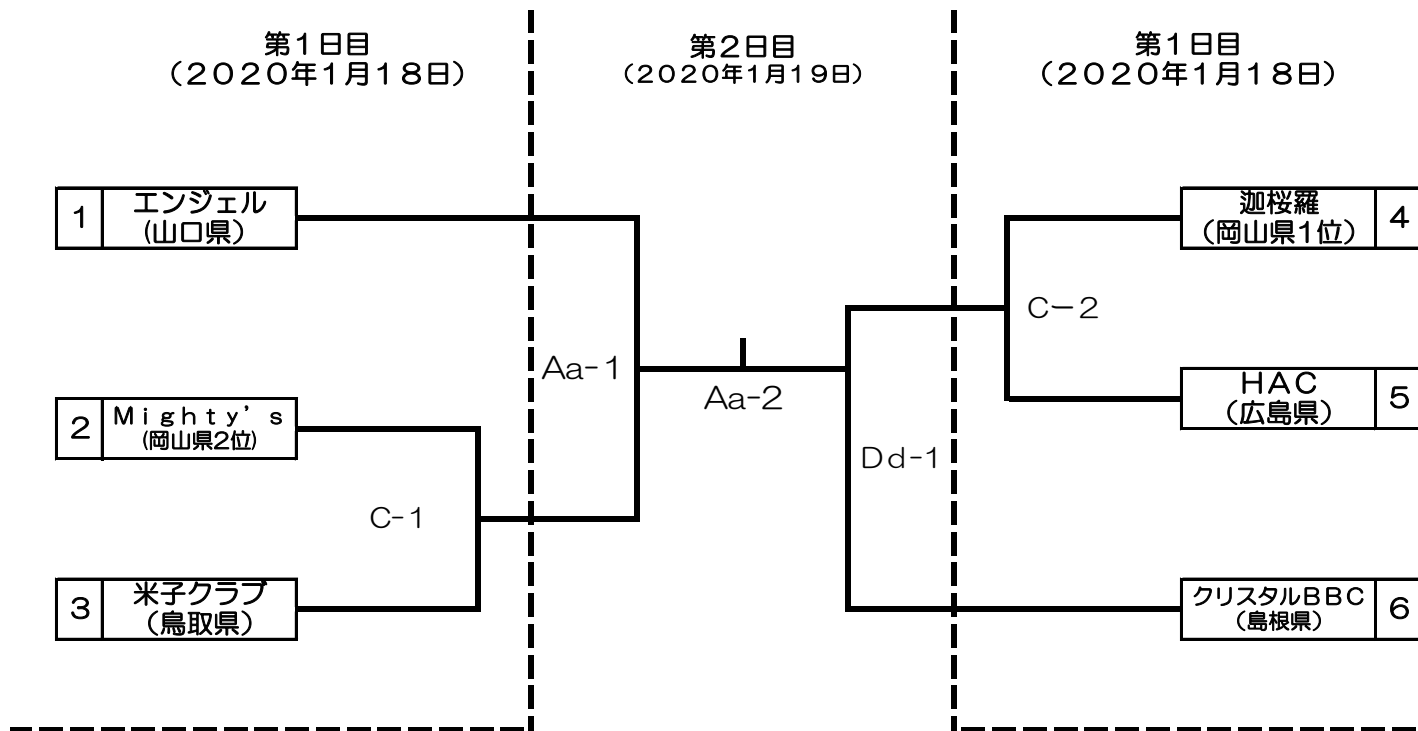 第１日目
（２０２０年１月１８日）
第２日目
（２０２０年１月１９日）
第１日目
（２０２０年１月１８日）
1
エンジェル
(山口県)
2
Ｍｉｇｈｔｙ’ｓ
(岡山県2位)
3
米子クラブ
（鳥取県）
C-1
Aa-1
Aa-2
Dd-1
C－2
迦桜羅
（岡山県１位）
4
ＨＡＣ
（広島県）
5
クリスタルＢＢＣ
（島根県）
6